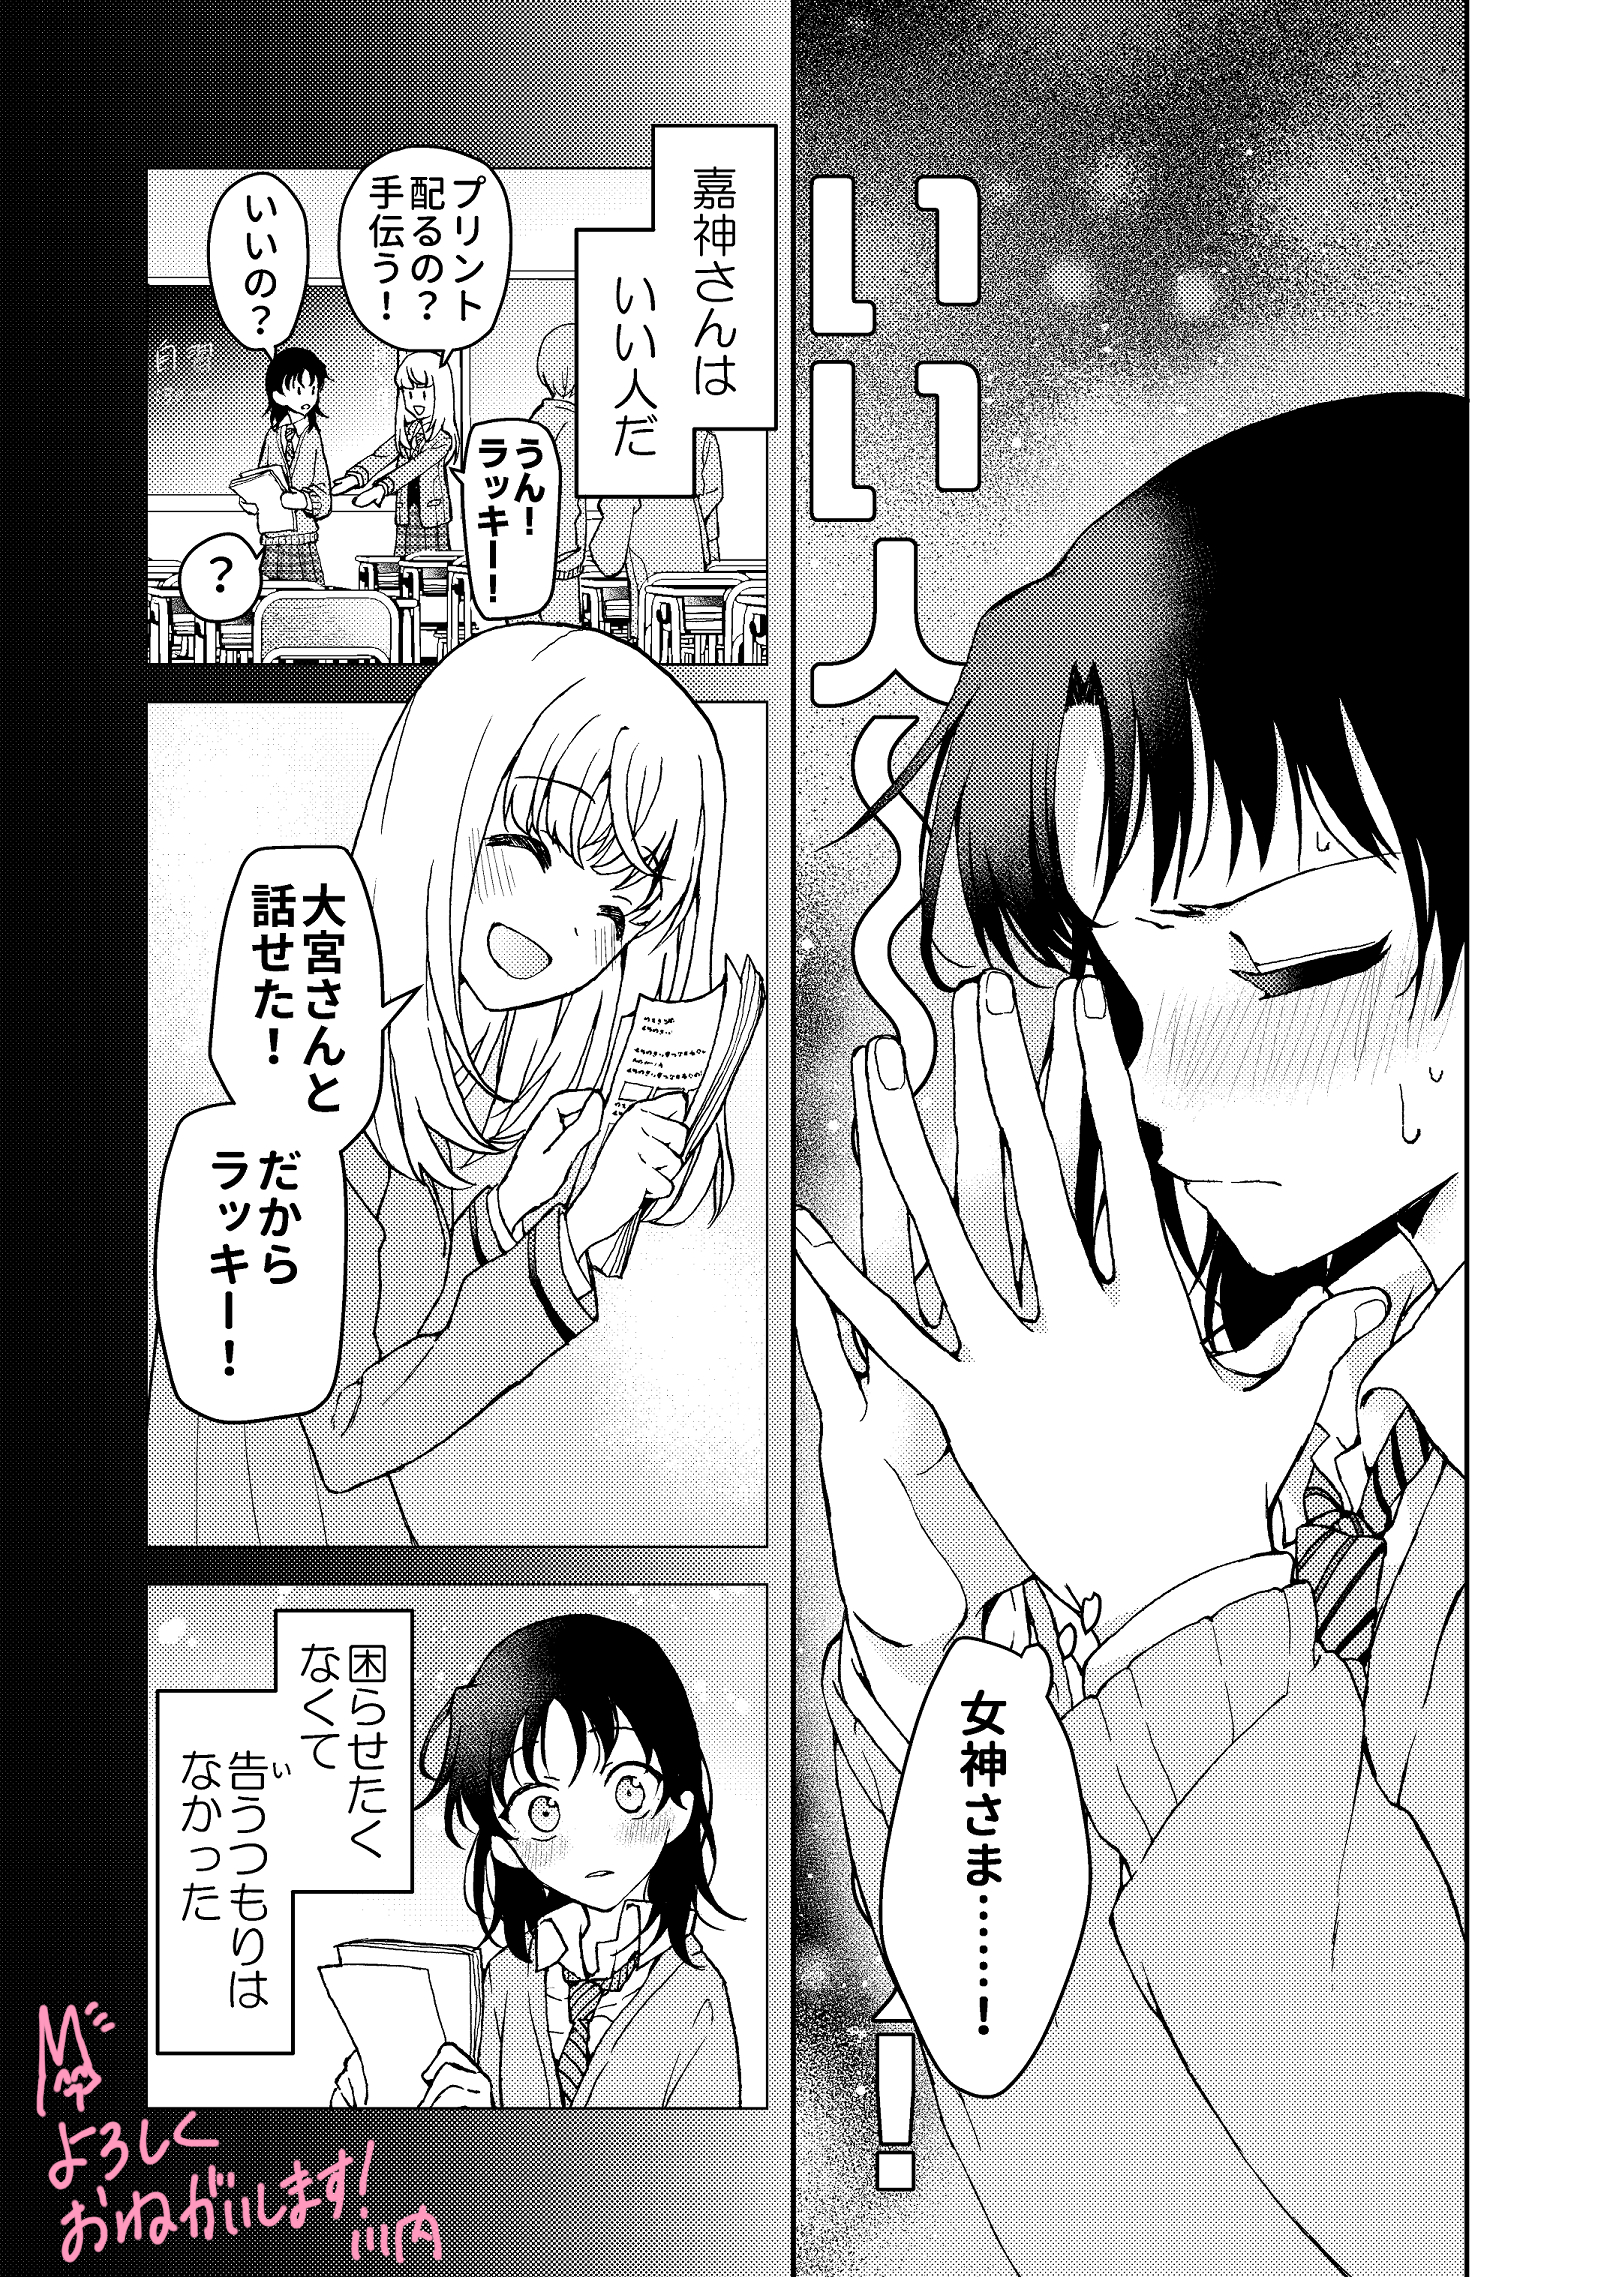 いい人〜〜!
女神さま……!
嘉神さんは
いい人だ
プリント
配るの?
手伝う!
いいの?
うん!
ラッキー!
?
大宮さんと
話せた!
だから
ラッキー!
困らせたく
なくて
告うつもりは
い
なかった
よろしく
おねがいします!
川内